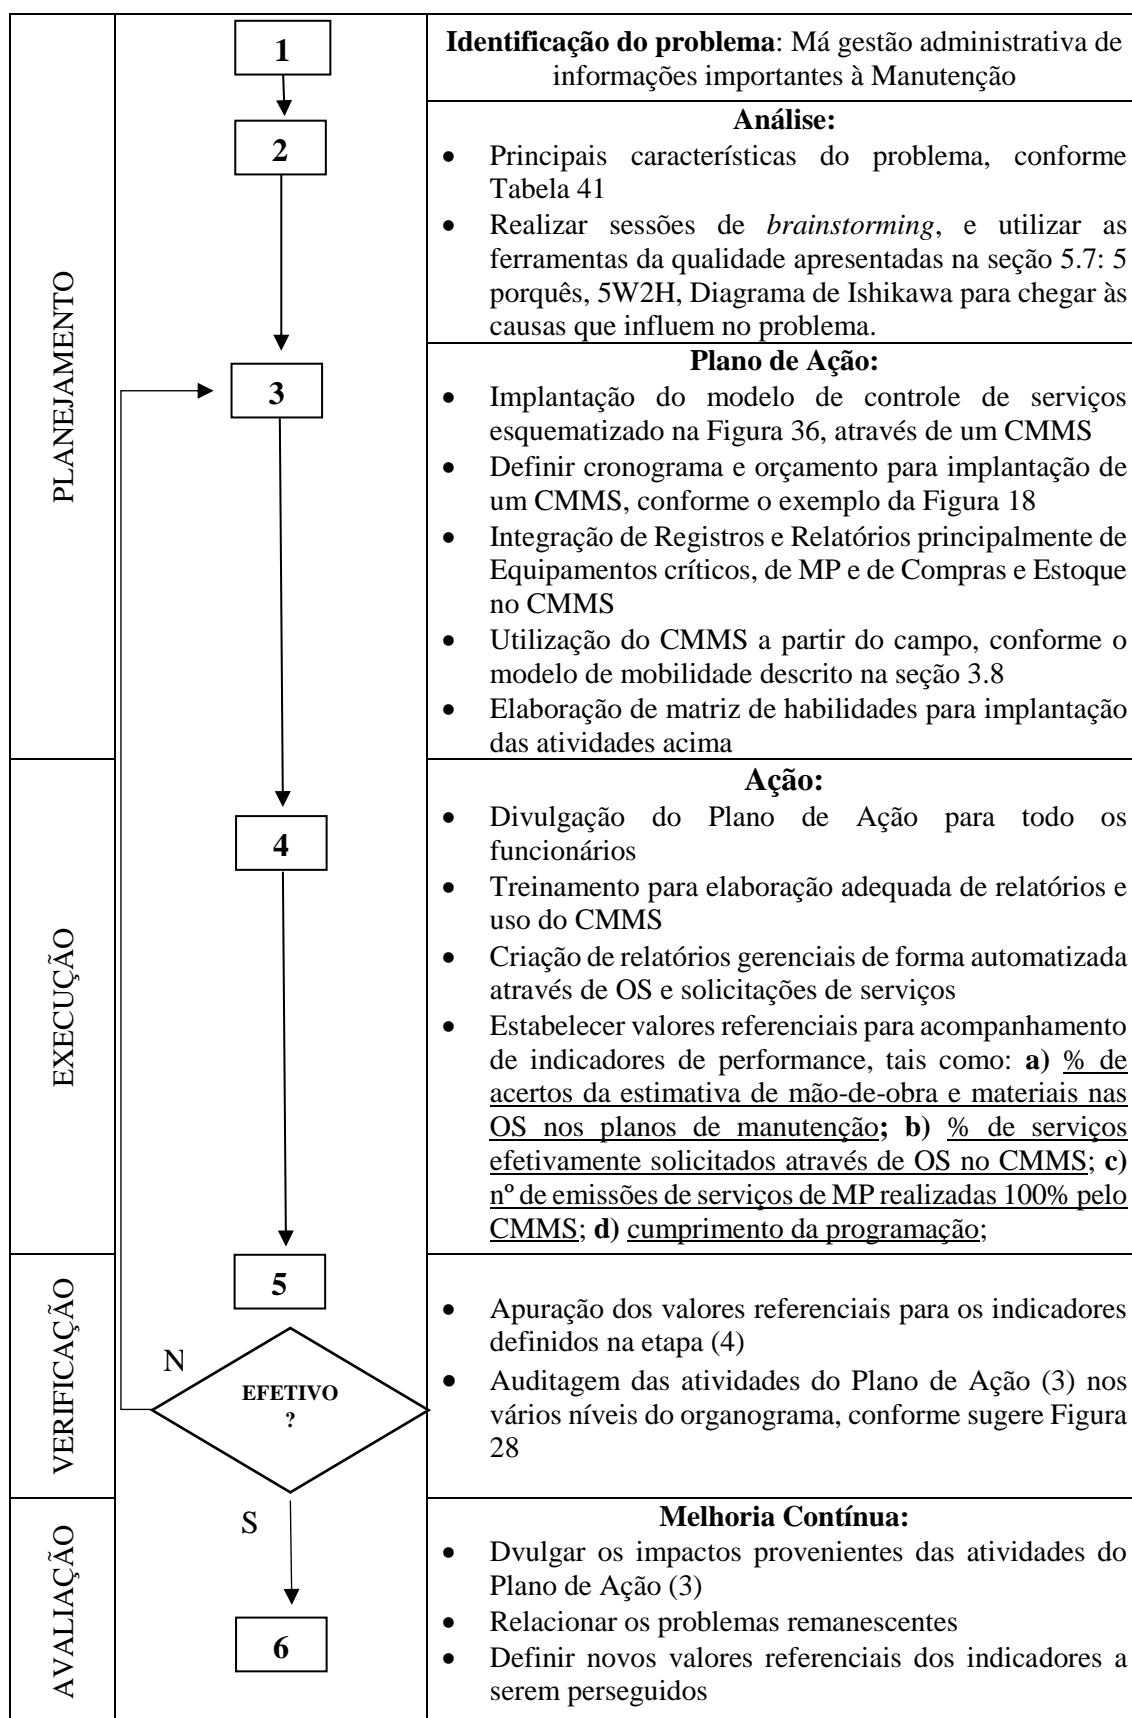 PLANEJAMENTO
1
Identificação do problema: Má gestão administrativa de
informações importantes à Manutenção
2
Análise:
• Principais características do problema, conforme
Tabela 41
• Realizar sessões de brainstorming, e utilizar as
ferramentas da qualidade apresentadas na seção 5.7: 5
porquês, 5W2H, Diagrama de Ishikawa para chegar às
causas que influem no problema.
3
Plano de Ação:
• Implantação do modelo de controle de serviços
esquematizado na Figura 36, através de um CMMS
• Definir cronograma e orçamento para implantação de
um CMMS, conforme o exemplo da Figura 18
• Integração de Registros e Relatórios principalmente de
Equipamentos críticos, de MP e de Compras e Estoque
no CMMS
• Utilização do CMMS a partir do campo, conforme o
modelo de mobilidade descrito na seção 3.8
• Elaboração de matriz de habilidades para implantação
das atividades acima
EXECUÇÃO
4
Ação:
• Divulgação do Plano de Ação para todo os
funcionários
• Treinamento para elaboração adequada de relatórios e
uso do CMMS
• Criação de relatórios gerenciais de forma automatizada
através de OS e solicitações de serviços
• Estabelecer valores referenciais para acompanhamento
de indicadores de performance, tais como: a) % de
acertos da estimativa de mão-de-obra e materiais nas
OS nos planos de manutenção; b) % de serviços
efetivamente solicitados através de OS no CMMS; c)
nº de emissões de serviços de MP realizadas 100% pelo
CMMS; d) cumprimento da programação;
VERIFICAÇÃO
5
N
EFETIVO
?
• Apuração dos valores referenciais para os indicadores
definidos na etapa (4)
• Auditagem das atividades do Plano de Ação (3) nos
vários níveis do organograma, conforme sugere Figura
28
AVALIAÇÃO
S
6
Melhoria Contínua:
• Dvulgar os impactos provenientes das atividades do
Plano de Ação (3)
• Relacionar os problemas remanescentes
• Definir novos valores referenciais dos indicadores a
serem perseguidos